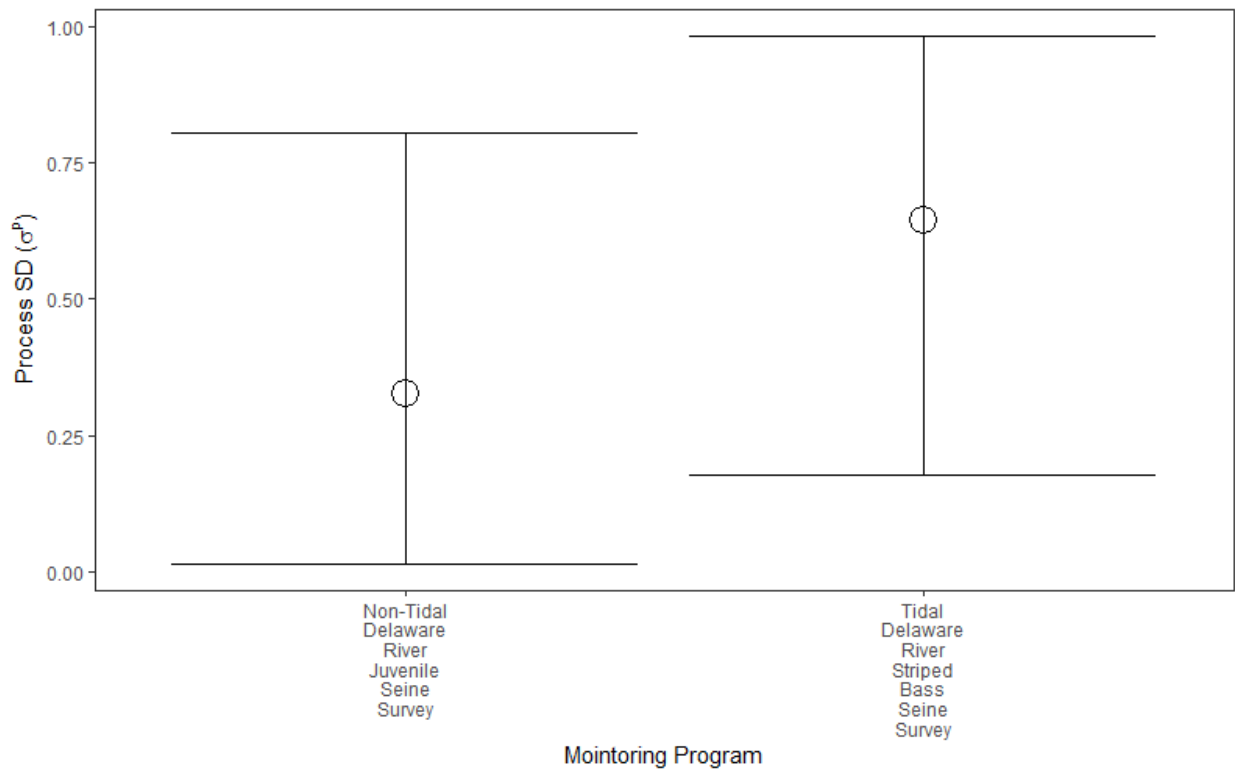 1.00
0.75
0.50
0.25
0.00
Process SD (σᵖ)
Non-Tidal
Delaware
River
Juvenile
Seine
Survey
Tidal
Delaware
River
Striped
Bass
Seine
Survey
Mointoring Program